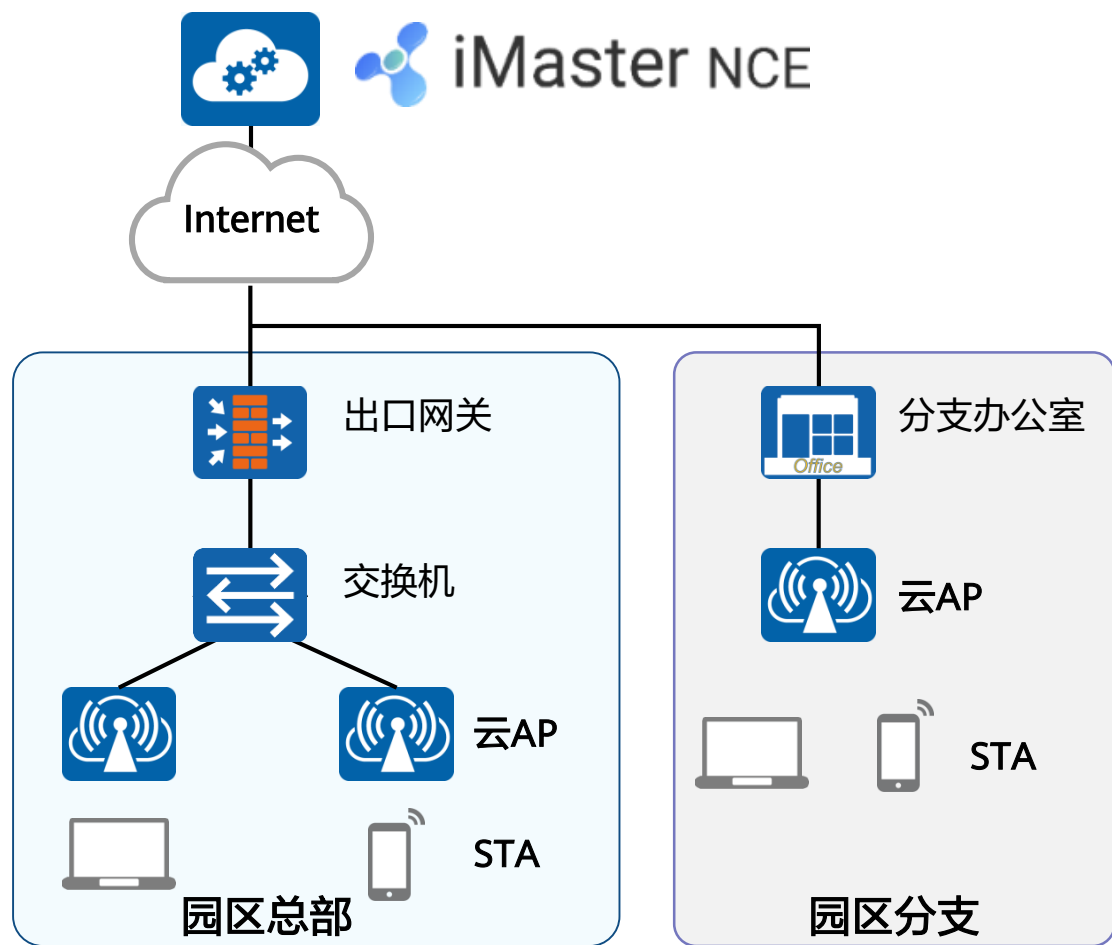 iMaster NCE
Internet
出口网关
分支办公室
Office
交换机
云AP
云AP
STA
STA
园区总部
园区分支